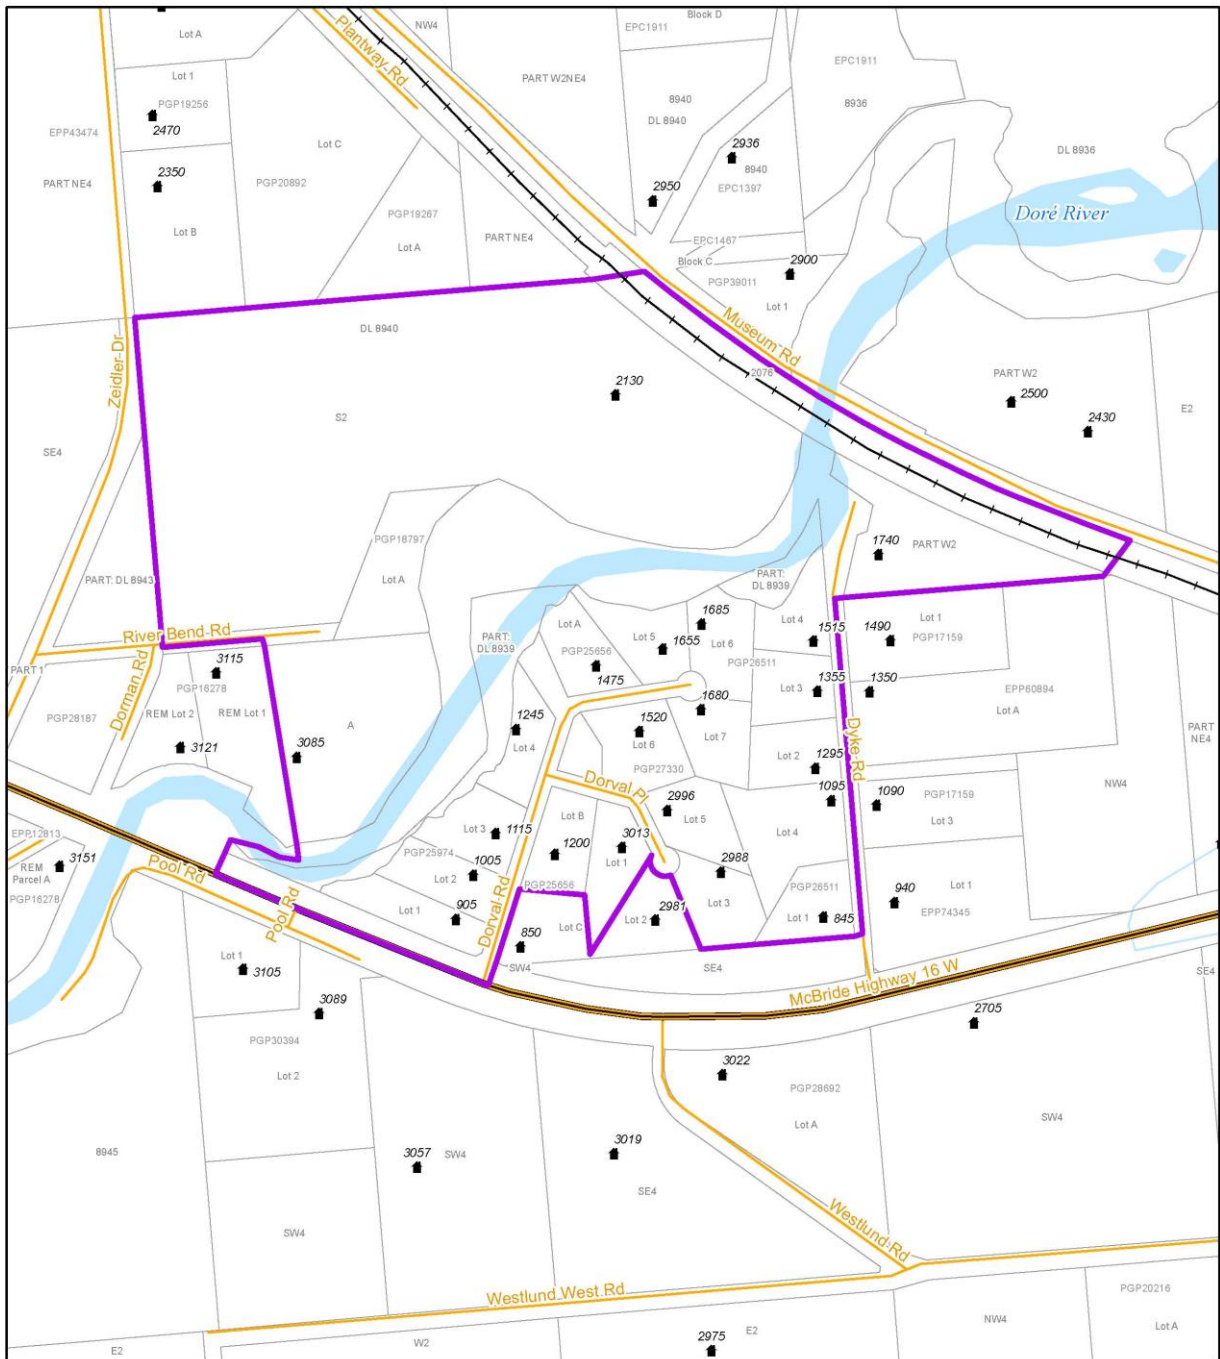 Block D
NW4
EPC1911
Lot A
Plantway Rd
EPC1911
Lot 1
PART W2NE4
PGP19256
8940
8936
EPP43474
2470
DL 8940
Lot C
2936
DL 8936
2350
8940
PART NE4
PGP20892
2950
EPC1397
PGP19267
Doré River
Lot B
PART NE4
EPC1467
Lot A
Block C
2900
PGP39011
Lot 1
DL 8940
Museum Rd
Zeidler Dr
2076
PART W2
2130
2500
S2
2430
E2
SE4
PGP18797
1740
PART W2
PART: DL 8943
Lot A
PART:
DL 8939
River Bend Rd
Lot A
1685
Lot 4
1515
1490
Lot 1
PART:
DL 8939
Lot 5
1655
Lot 6
PGP17159
PART 1
3115
PGP25656
PGP26511
Dorman Rd
PGP16278
1475
Lot 3
1355
1350
EPP60894
PGP28187
REM Lot 2
REM Lot 1
A
1680
Lot A
1245
1520
Dyke Rd
PART
NE4
3121
3085
Lot 4
Lot 6
Lot 7
Lot 2
1295
PGP27330
Dorval Pl
NW4
2996
1095
1090
PGP17159
EPP12813
Lot 3
1115
Lot B
3013
Lot 5
Lot 4
Lot 3
3151
PGP25974
1200
Lot 1
REM
Parcel A
Pool Rd
1005
Lot 2
2988
PGP25656
PGP26511
Lot 1
PGP16278
Pool Rd
Lot 1
905
Dorval Rd
Lot C
Lot 2
2981
Lot 3
Lot 1
845
940
EPP74345
850
Lot 1
SW4
SE4
3105
McBride Highway 16 W
SE4
3089
2705
PGP30394
3022
Lot 2
PGP28692
SW4
Lot A
8945
3057
SW4
3019
SE4
Westlund Rd
SW4
Westlund West Rd
PGP20216
NW4
Lot A
E2
W2
2975
E2